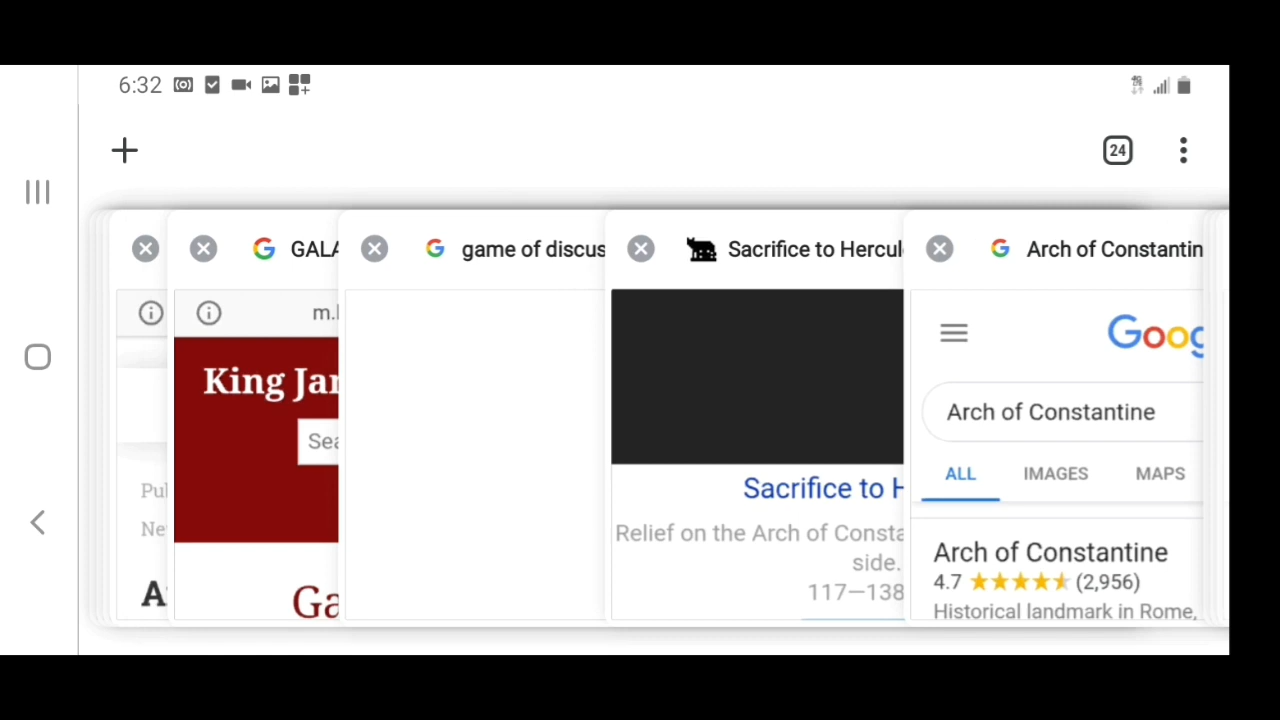 6:32
24
GALA
game of discus
Sacrifice to Hercul
Arch of Constantin
m.
King Jar
Goog
Sea
Arch of Constantine
ALL IMAGES MAPS
Pul
Sacrifice to H
Ne
Relief on the Arch of Consta
side.
117—138
Arch of Constantine
4.7 (2,956)
A
Ga
Historical landmark in Rome,